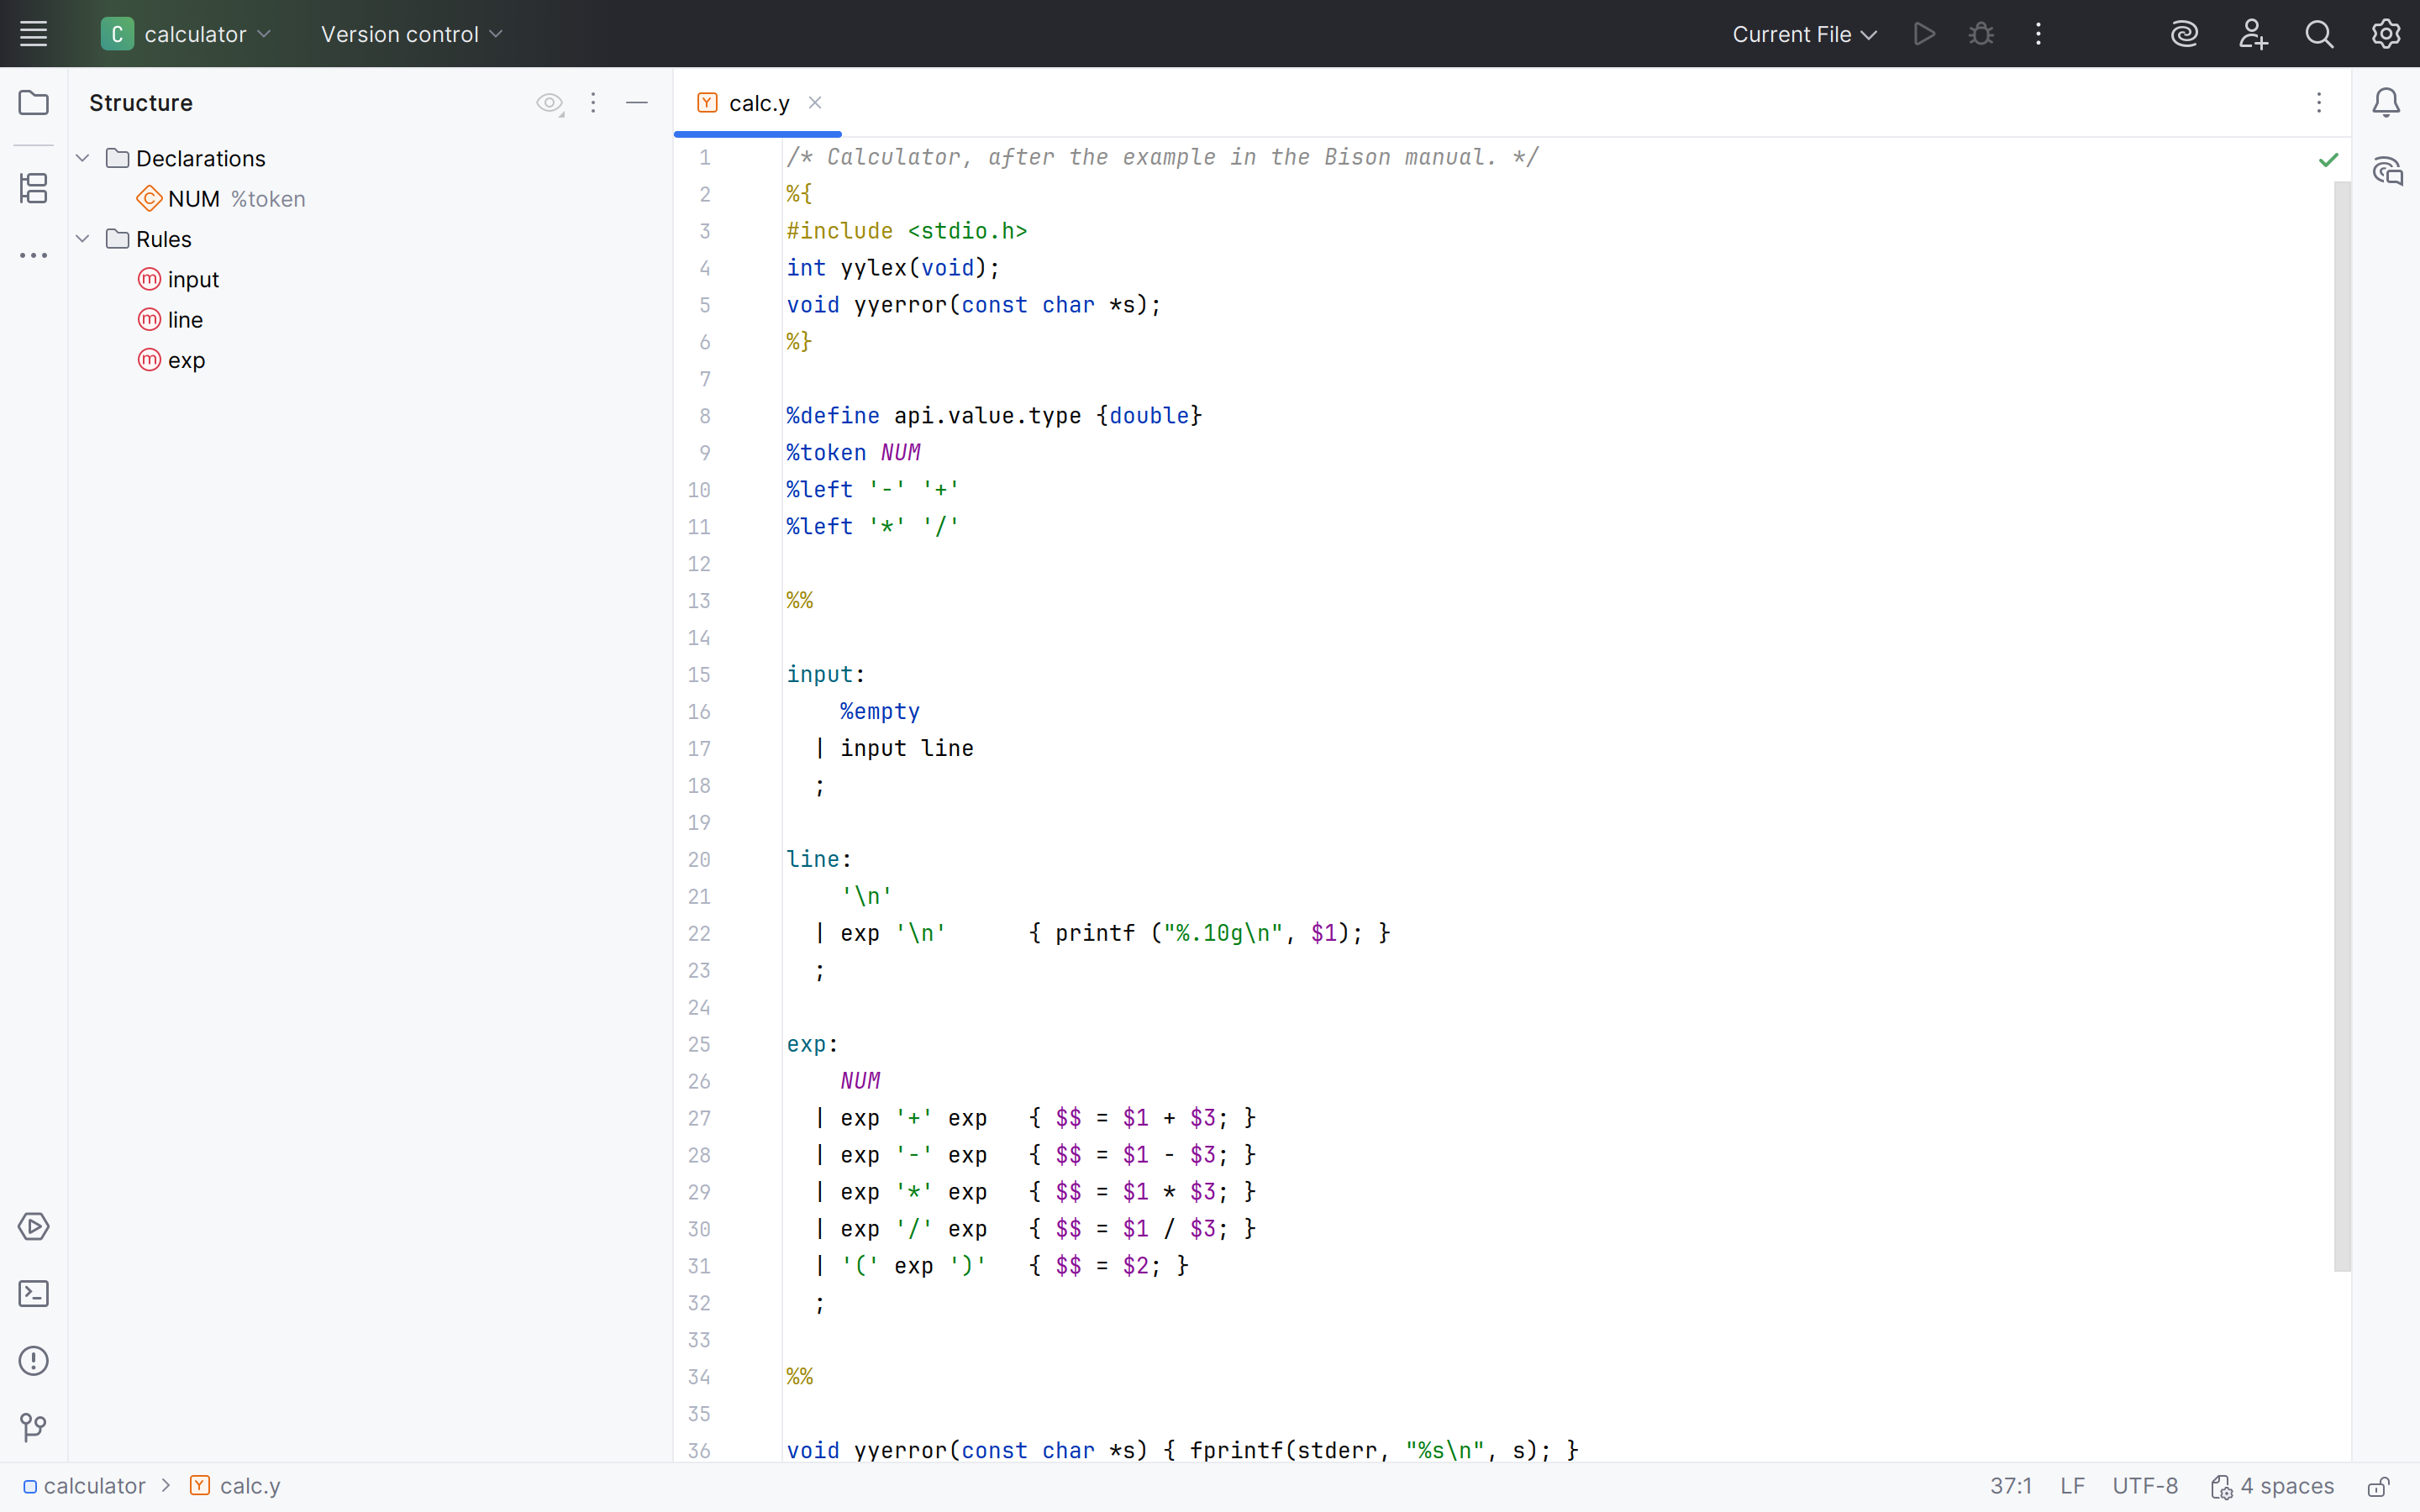 C calculator Version control Current File
Structure
Declarations
NUM %token
Rules
input
line
exp
calc.y
1 /* Calculator, after the example in the Bison manual. */
2 %{
3 #include <stdio.h>
4 int yylex(void);
5 void yyerror(const char *s);
6 %}
7
8 %define api.value.type {double}
9 %token NUM
10 %left '-' '+'
11 %left '*' '/'
12
13 %%
14
15 input:
16     %empty
17   | input line
18   ;
19
20 line:
21     '\n'
22   | exp '\n'      { printf ("%.10g\n", $1); }
23   ;
24
25 exp:
26     NUM
27   | exp '+' exp   { $$ = $1 + $3; }
28   | exp '-' exp   { $$ = $1 - $3; }
29   | exp '*' exp   { $$ = $1 * $3; }
30   | exp '/' exp   { $$ = $1 / $3; }
31   | '(' exp ')'   { $$ = $2; }
32   ;
33
34 %%
35
36 void yyerror(const char *s) { fprintf(stderr, "%s\n", s); }
calculator > Y calc.y 37:1 LF UTF-8 4 spaces